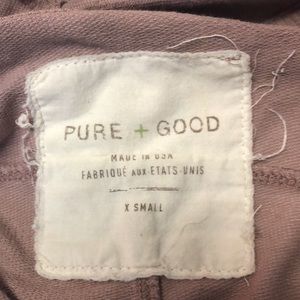 PURE + GOOD
MADE IN USA
FABRIQUÉ AUX ETATS-UNIS
X SMALL